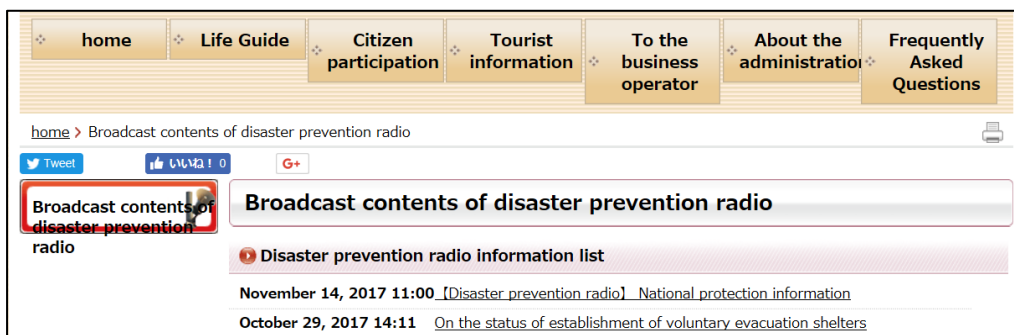 home
Life Guide
Citizen
participation
Tourist
information
To the
business
operator
About the
administratio
Frequently
Asked
Questions
home > Broadcast contents of disaster prevention radio
Tweet
いいね！ 0
G+
Broadcast contents of
disaster prevention
radio
Broadcast contents of disaster prevention radio
Disaster prevention radio information list
November 14, 2017 11:00 【Disaster prevention radio】 National protection information
October 29, 2017 14:11 On the status of establishment of voluntary evacuation shelters